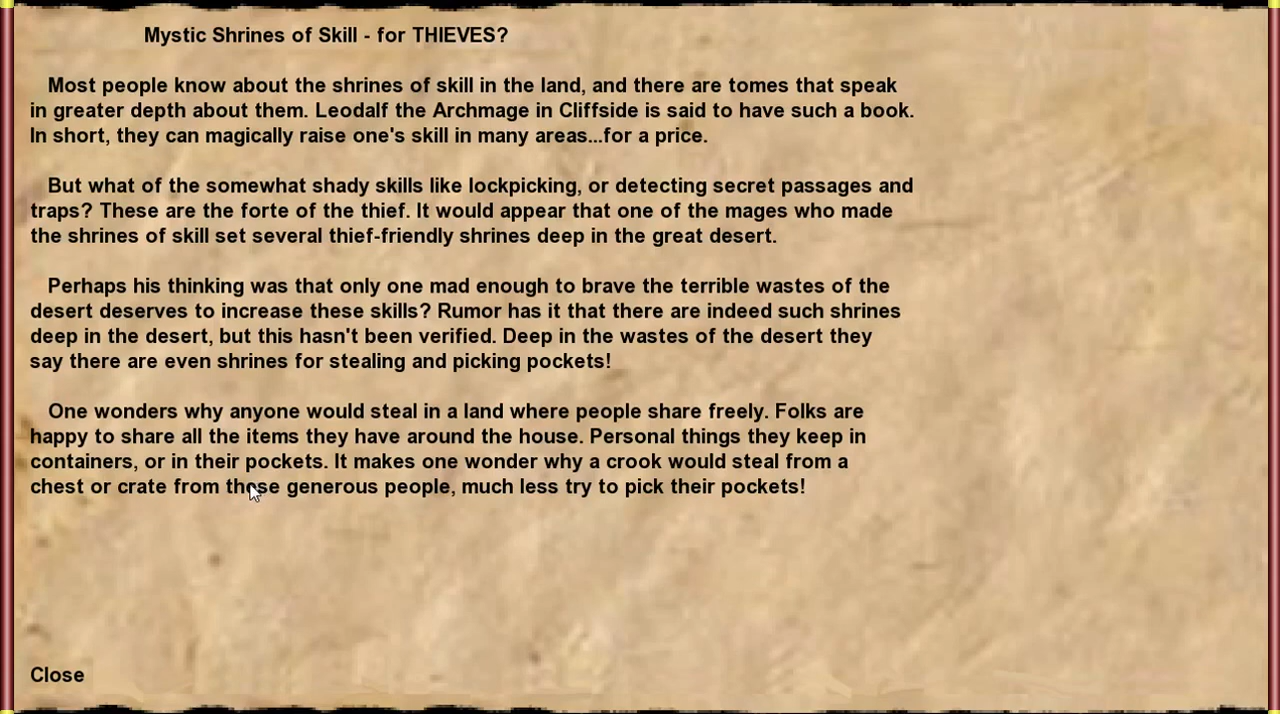 Mystic Shrines of Skill - for THIEVES?
Most people know about the shrines of skill in the land, and there are tomes that speak
in greater depth about them. Leodalf the Archmage in Cliffside is said to have such a book.
In short, they can magically raise one's skill in many areas...for a price.
But what of the somewhat shady skills like lockpicking, or detecting secret passages and
traps? These are the forte of the thief. It would appear that one of the mages who made
the shrines of skill set several thief-friendly shrines deep in the great desert.
Perhaps his thinking was that only one mad enough to brave the terrible wastes of the
desert deserves to increase these skills? Rumor has it that there are indeed such shrines
deep in the desert, but this hasn't been verified. Deep in the wastes of the desert they
say there are even shrines for stealing and picking pockets!
One wonders why anyone would steal in a land where people share freely. Folks are
happy to share all the items they have around the house. Personal things they keep in
containers, or in their pockets. It makes one wonder why a crook would steal from a
chest or crate from these generous people, much less try to pick their pockets!
Close